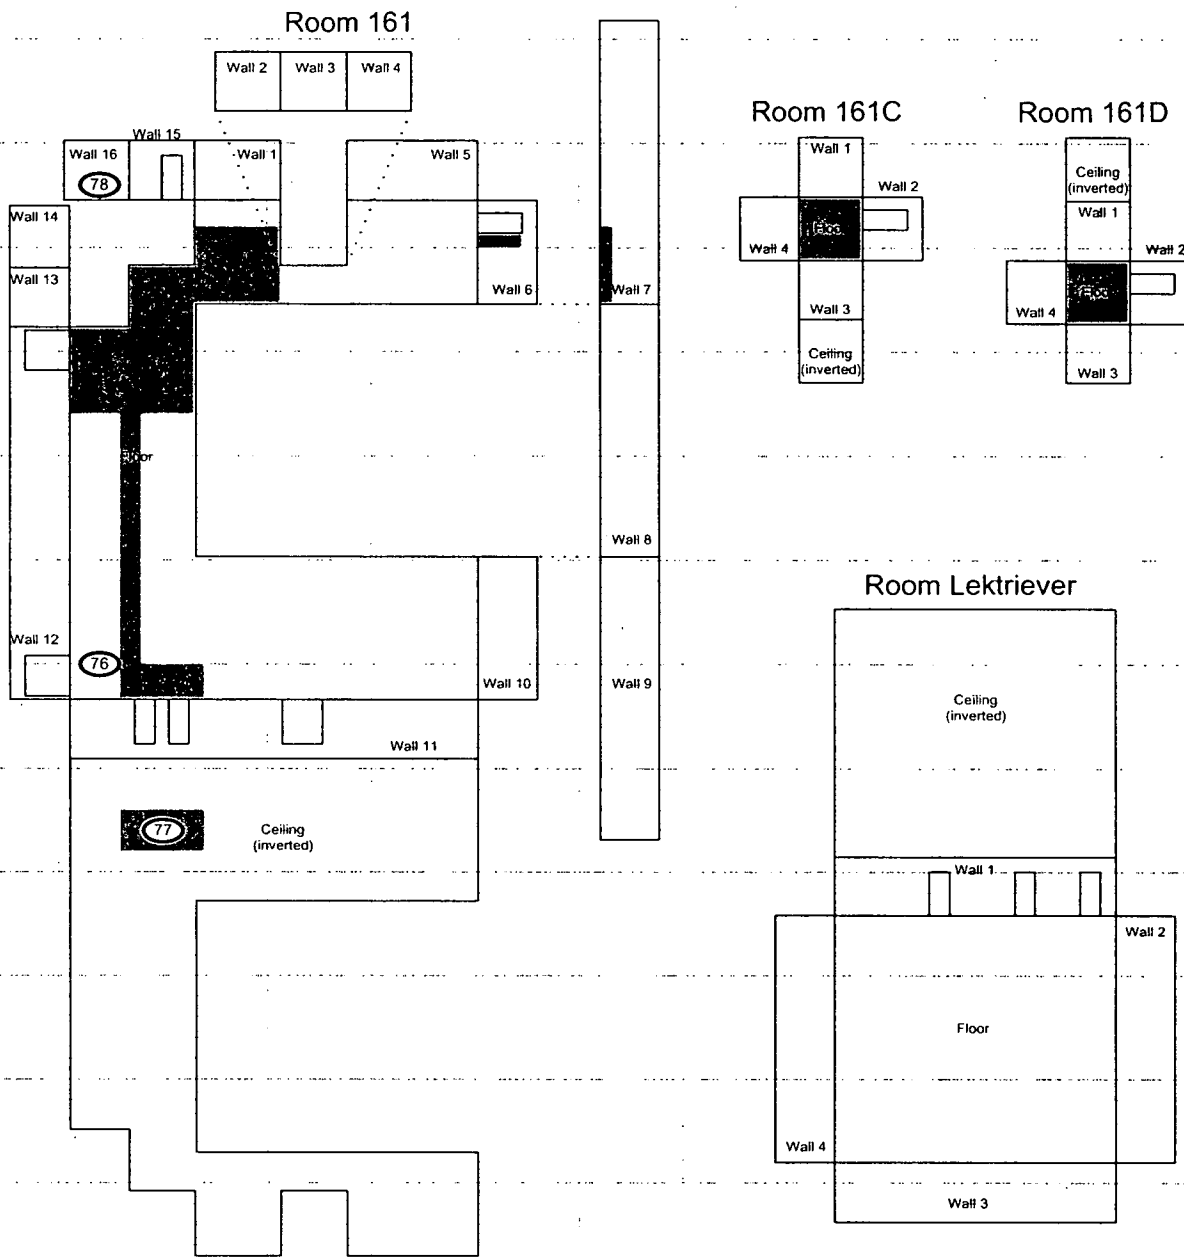 Room 161
Wall 2
Wall 3
Wall 4
Room 161C
Room 161D
Wall 15
Wall 16
Wall 1
Wall 5
78
Wall 1
Wall 2
Ceiling
(inverted)
Wall 1
Wall 14
Floor
Wall 4
Wall 2
Wall 13
Wall 6
Wall 7
Wall 3
Floor
Wall 4
Ceiling
(inverted)
Wall 3
Floor
Wall 8
Room Lektriever
Wall 12
76
Wall 10
Wall 9
Ceiling
(inverted)
Wall 11
77
Ceiling
(inverted)
Wall 1
Wall 2
Floor
Wall 4
Wall 3